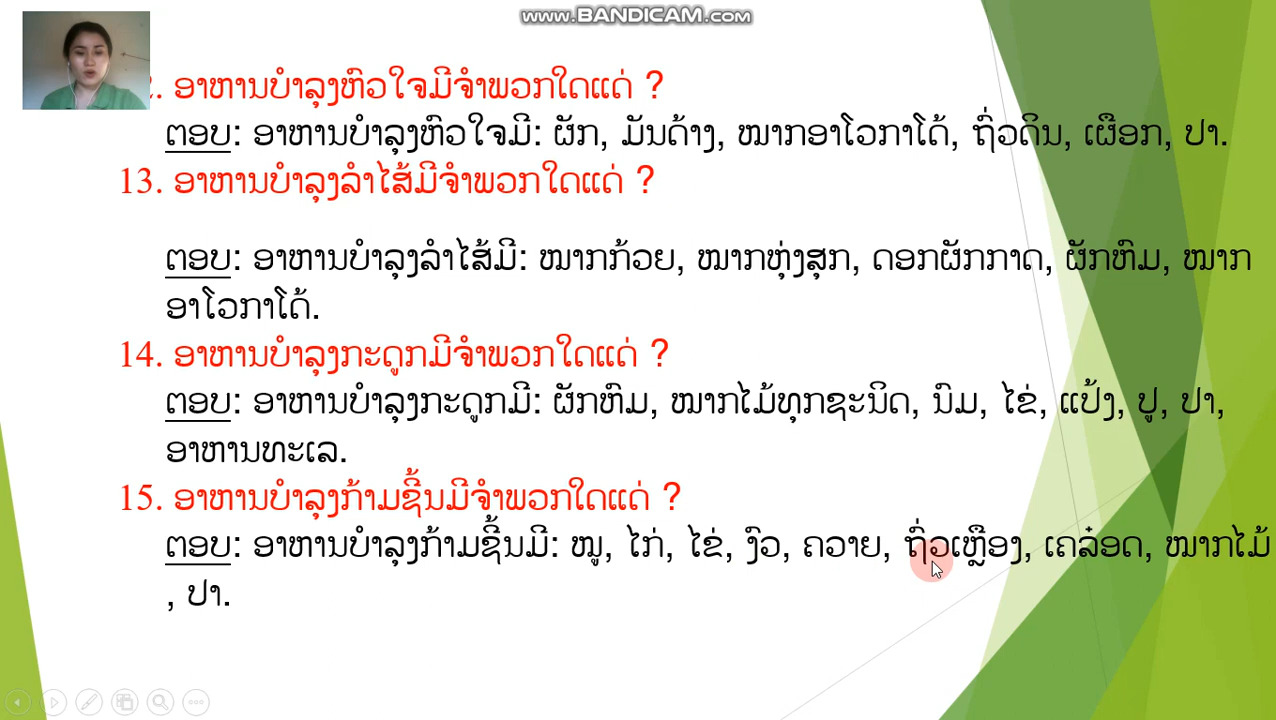 www.BANDICAM.com
2. ອາຫານບຳລຸງຫົວໃຈມີຈຳພວກໃດແດ່ ?
ຕອບ: ອາຫານບຳລຸງຫົວໃຈມີ: ຜັກ, ມັນດ້າງ, ໝາກອາໂວກາໂດ້, ຖົ່ວດິນ, ເຜືອກ, ປາ.
13. ອາຫານບຳລຸງລຳໄສ້ມີຈຳພວກໃດແດ່ ?
ຕອບ: ອາຫານບຳລຸງລຳໄສ້ມີ: ໝາກກ້ວຍ, ໝາກຫຸ່ງສຸກ, ດອກຜັກກາດ, ຜັກຫົມ, ໝາກ
ອາໂວກາໂດ້.
14. ອາຫານບຳລຸງກະດູກມີຈຳພວກໃດແດ່ ?
ຕອບ: ອາຫານບຳລຸງກະດູກມີ: ຜັກຫົມ, ໝາກໄມ້ທຸກຊະນິດ, ນົມ, ໄຂ່, ແປ້ງ, ປູ, ປາ,
ອາຫານທະເລ.
15. ອາຫານບຳລຸງກ້າມຊີ້ນມີຈຳພວກໃດແດ່ ?
ຕອບ: ອາຫານບຳລຸງກ້າມຊີ້ນມີ: ໝູ, ໄກ່, ໄຂ່, ງົວ, ຄວາຍ, ຖົ່ວເຫຼືອງ, ເຄລ໋ອດ, ໝາກໄມ້
, ປາ.